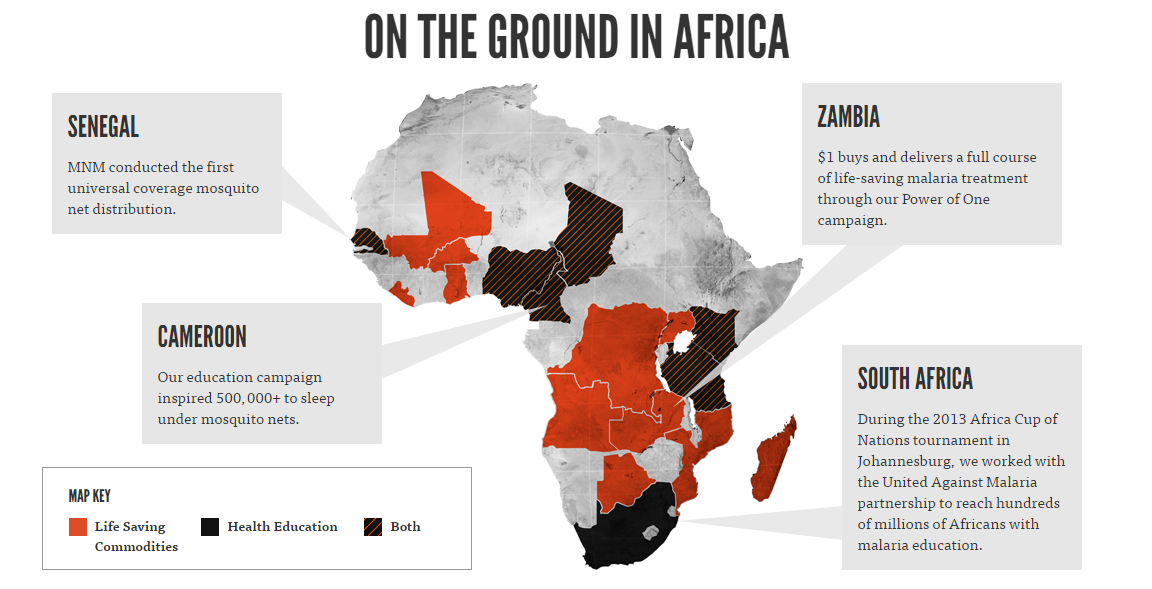 ON THE GROUND IN AFRICA
SENEGAL
MNM conducted the first
universal coverage mosquito
net distribution.
ZAMBIA
$1 buys and delivers a full course
of life-saving malaria treatment
through our Power of One
campaign.
CAMEROON
Our education campaign
inspired 500,000+ to sleep
under mosquito nets.
SOUTH AFRICA
During the 2013 Africa Cup of
Nations tournament in
Johannesburg, we worked with
the United Against Malaria
partnership to reach hundreds
of millions of Africans with
malaria education.
MAP KEY
Life Saving
Commodities
Health Education
Both